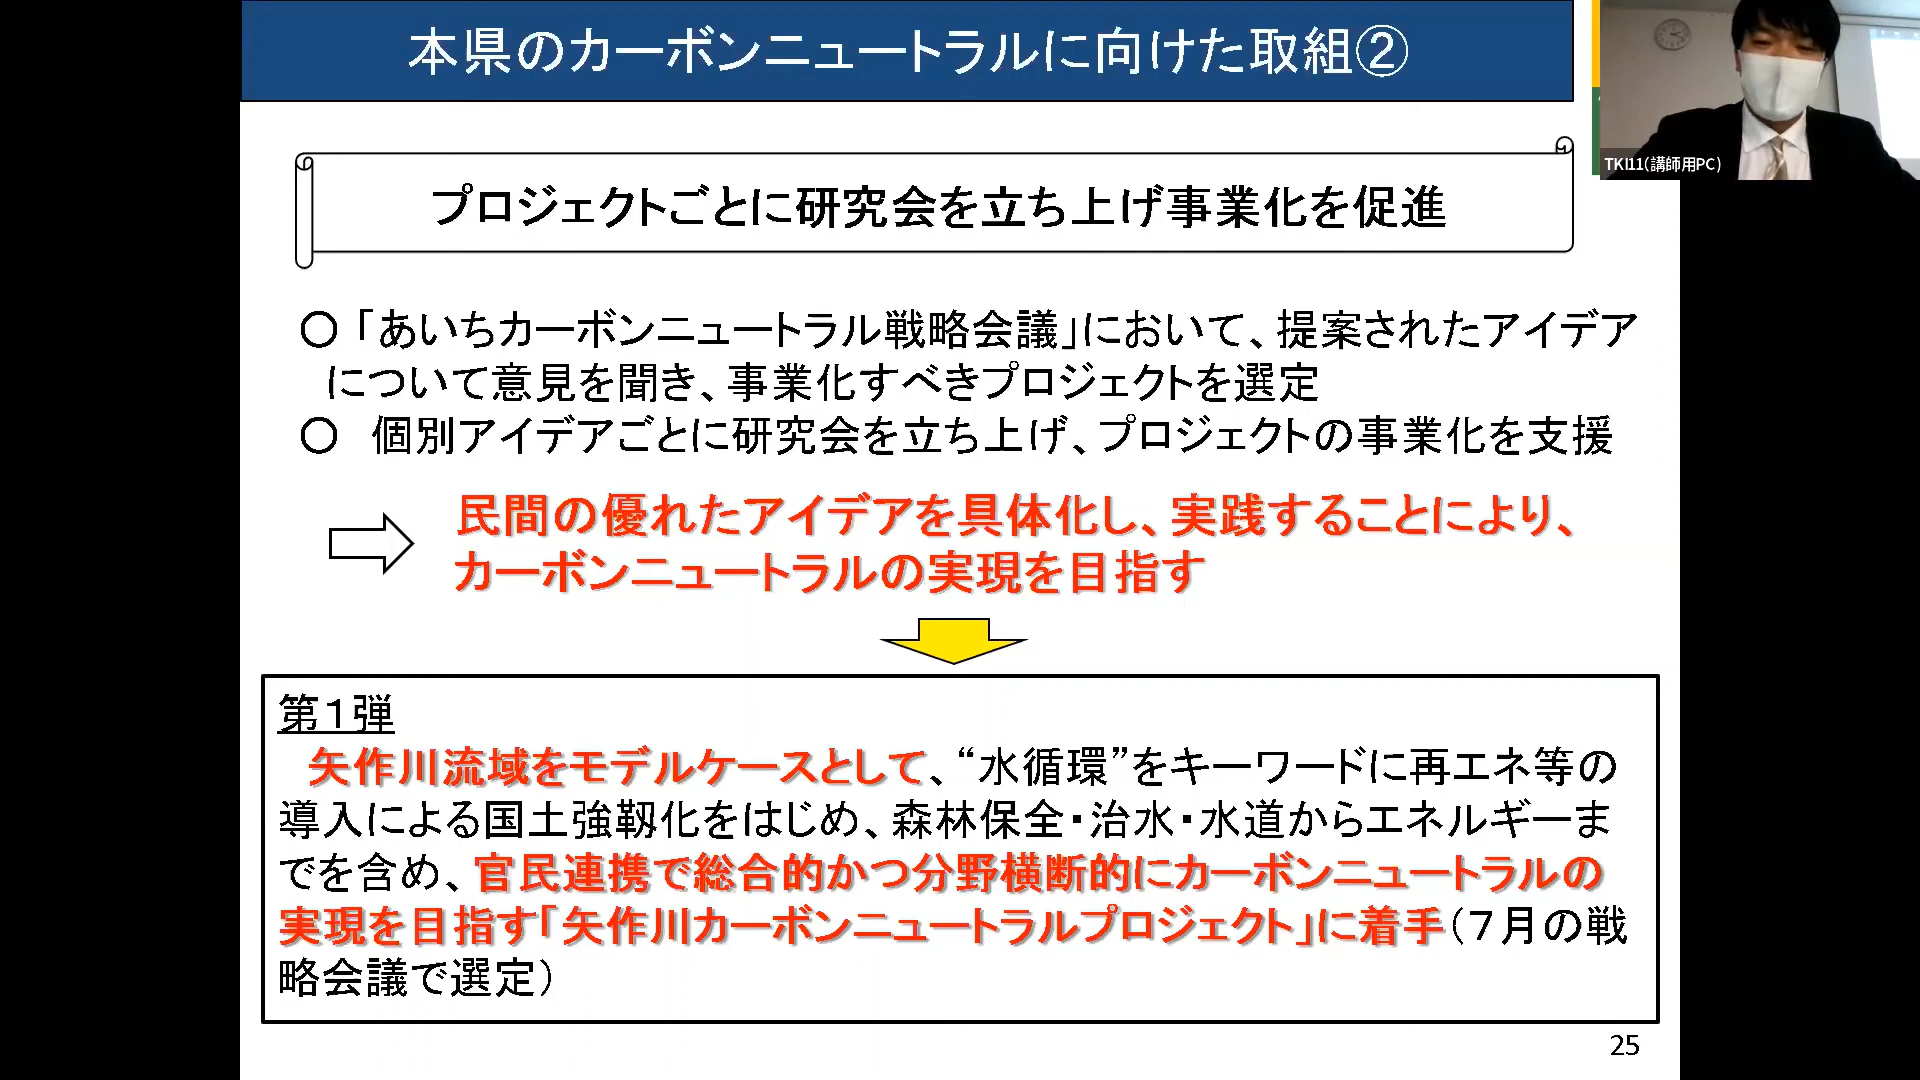 本県のカーボンニュートラルに向けた取組②
TKI11(講師用PC)
プロジェクトごとに研究会を立ち上げ事業化を促進
〇「あいちカーボンニュートラル戦略会議」において、提案されたアイデア
について意見を聞き、事業化すべきプロジェクトを選定
〇 個別アイデアごとに研究会を立ち上げ、プロジェクトの事業化を支援
民間の優れたアイデアを具体化し、実践することにより、
カーボンニュートラルの実現を目指す
第１弾
矢作川流域をモデルケースとして、“水循環”をキーワードに再エネ等の
導入による国土強靱化をはじめ、森林保全・治水・水道からエネルギーま
でを含め、官民連携で総合的かつ分野横断的にカーボンニュートラルの
実現を目指す「矢作川カーボンニュートラルプロジェクト」に着手（７月の戦
略会議で選定）
25